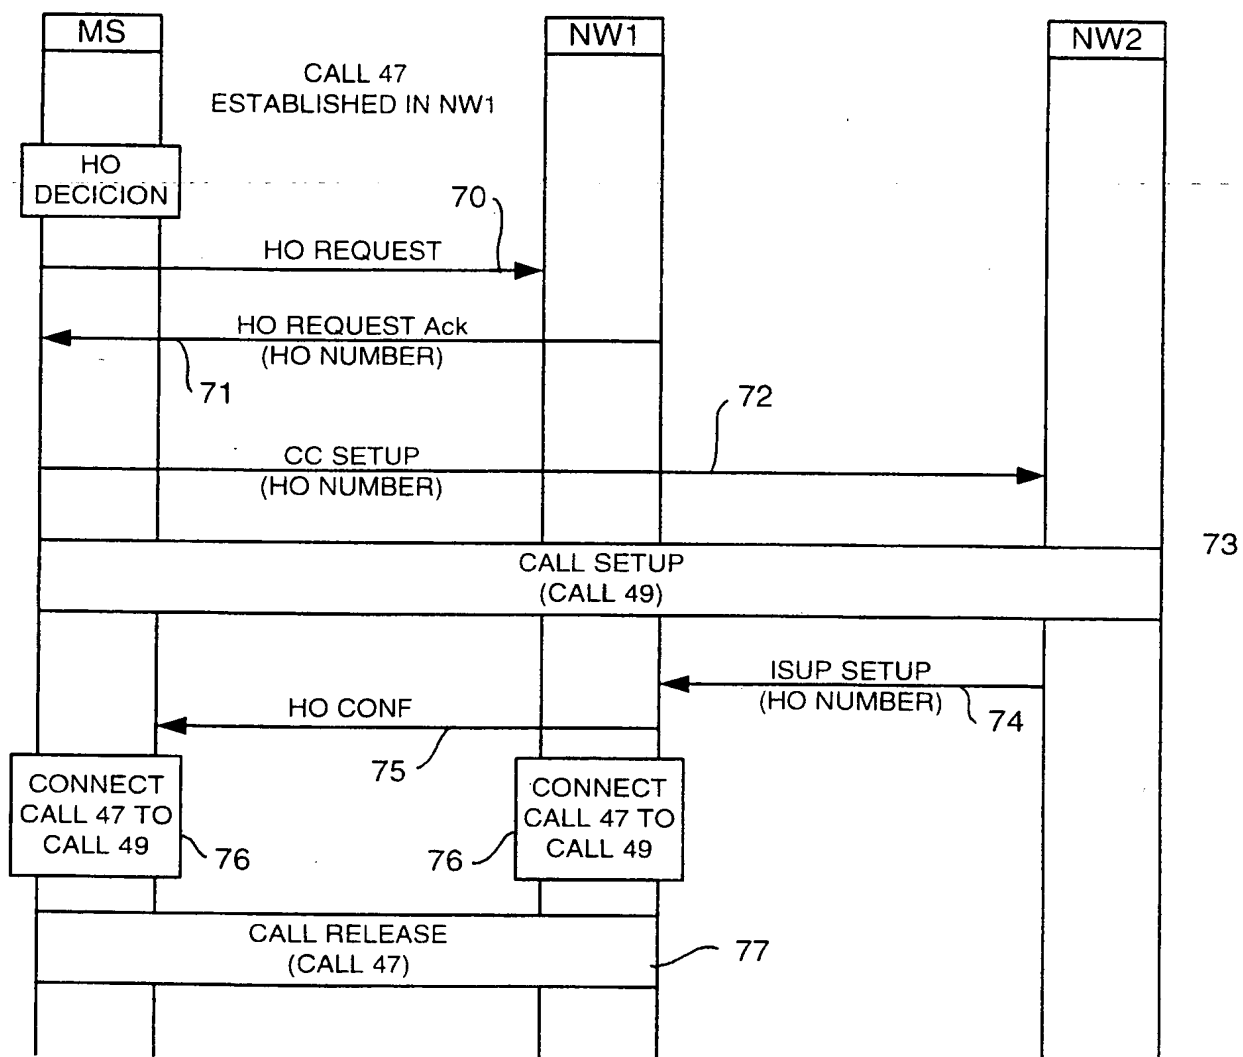 MS
NW1
NW2
CALL 47
ESTABLISHED IN NW1
HO
DECICION
70
HO REQUEST
HO REQUEST Ack
(HO NUMBER)
71
72
CC SETUP
(HO NUMBER)
73
CALL SETUP
(CALL 49)
ISUP SETUP
(HO NUMBER)
74
HO CONF
75
CONNECT
CALL 47 TO
CALL 49
76
CONNECT
CALL 47 TO
CALL 49
76
CALL RELEASE
(CALL 47)
77